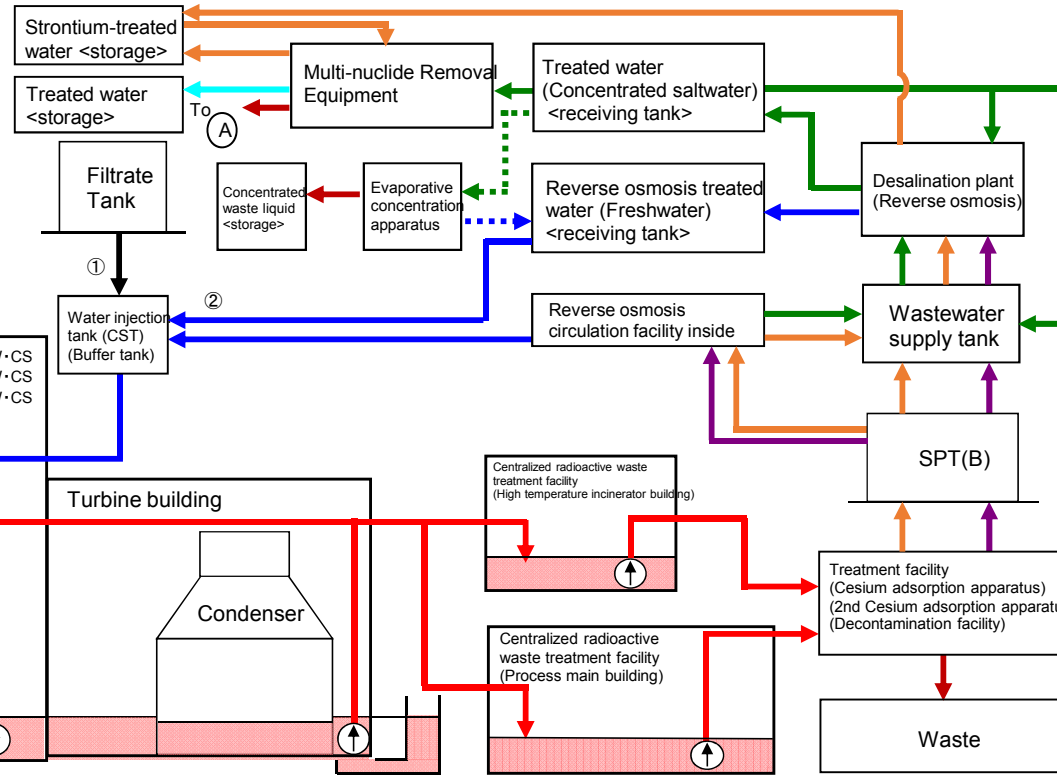 Strontium-treated
water <storage>
Multi-nuclide Removal
Equipment
Treated water
(Concentrated saltwater)
<receiving tank>
Treated water
<storage>
To
A
Filtrate
Tank
Concentrated
waste liquid
<storage>
Evaporative
concentration
apparatus
Reverse osmosis treated
water (Freshwater)
<receiving tank>
Desalination plant
(Reverse osmosis)
①
②
Water injection
tank (CST)
(Buffer tank)
Reverse osmosis
circulation facility inside
Wastewater
supply tank
・CS
・CS
・CS
SPT(B)
Turbine building
Centralized radioactive waste
treatment facility
(High temperature incinerator building)
Condenser
Treatment facility
(Cesium adsorption apparatus)
(2nd Cesium adsorption
(Decontamination facility)
Centralized radioactive
waste treatment facility
(Process main building)
Waste